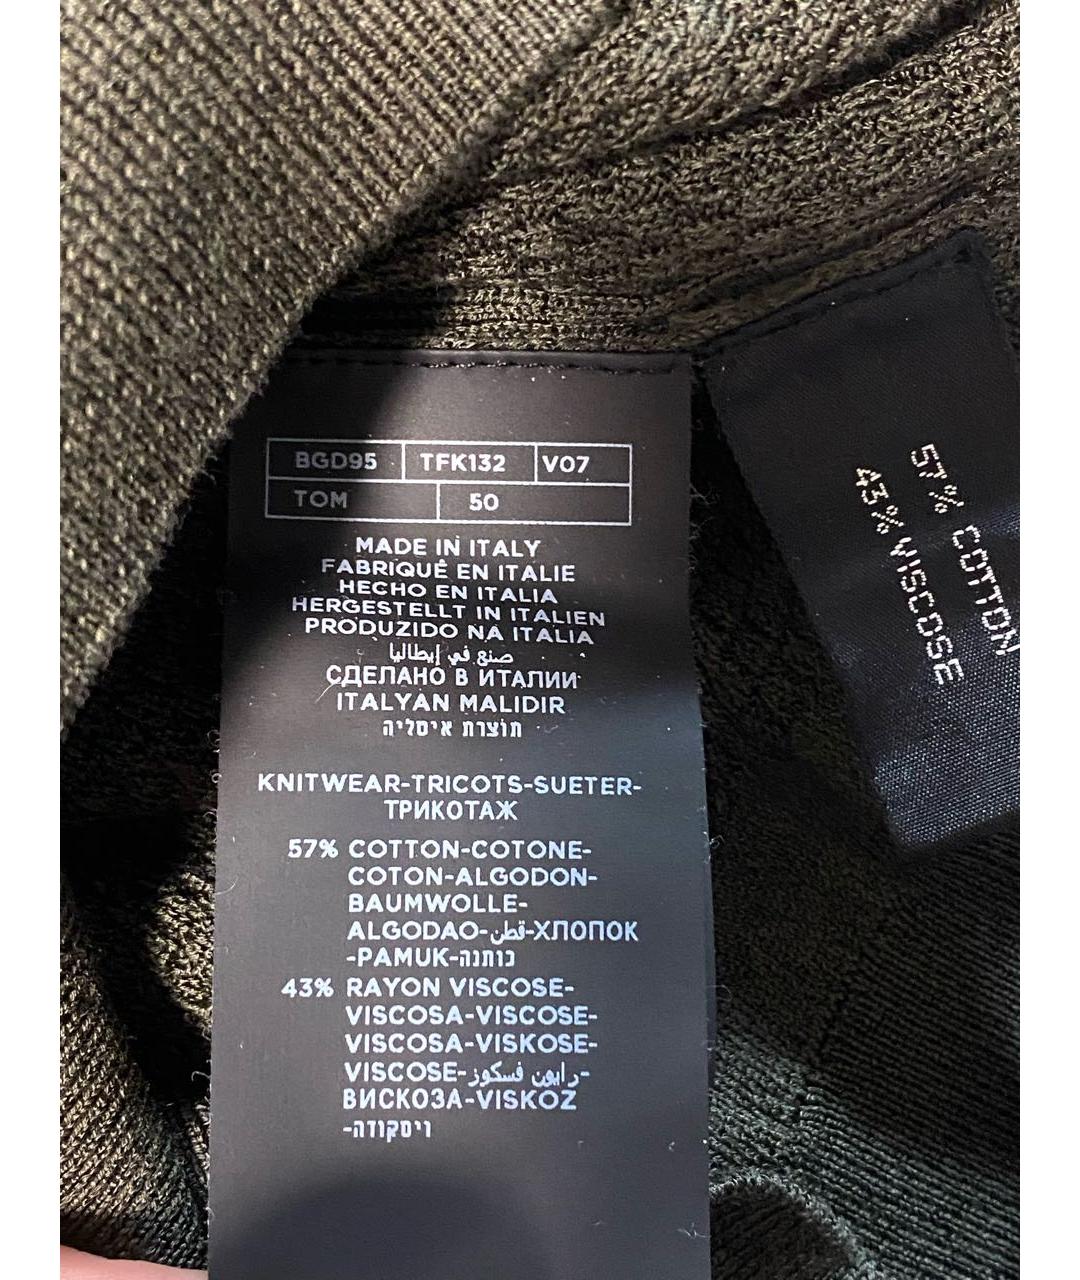 BGD95 TFK132 V07
TOM 50
MADE IN ITALY
FABRIQUÉ EN ITALIE
HECHO EN ITALIA
HERGESTELLT IN ITALIEN
PRODUZIDO NA ITALIA
صنع في إيطاليا
СДЕЛАНО В ИТАЛИИ
ITALYAN MALIDIR
תוצרת איטליה
KNITWEAR-TRICOTS-SUETER-
ТРИКОТАЖ
57% COTTON-COTONE-
COTON-ALGODON-
BAUMWOLLE-
ALGODAO-قطن-ХЛОПОК
-PAMUK-כותנה
43% RAYON VISCOSE-
VISCOSA-VISCOSE-
VISCOSA-VISKOSE-
VISCOSE-رايون فسكوز-
ВИСКОЗА-VISKOZ
-ויסקודה
57% COTTON
43% VISCOSE